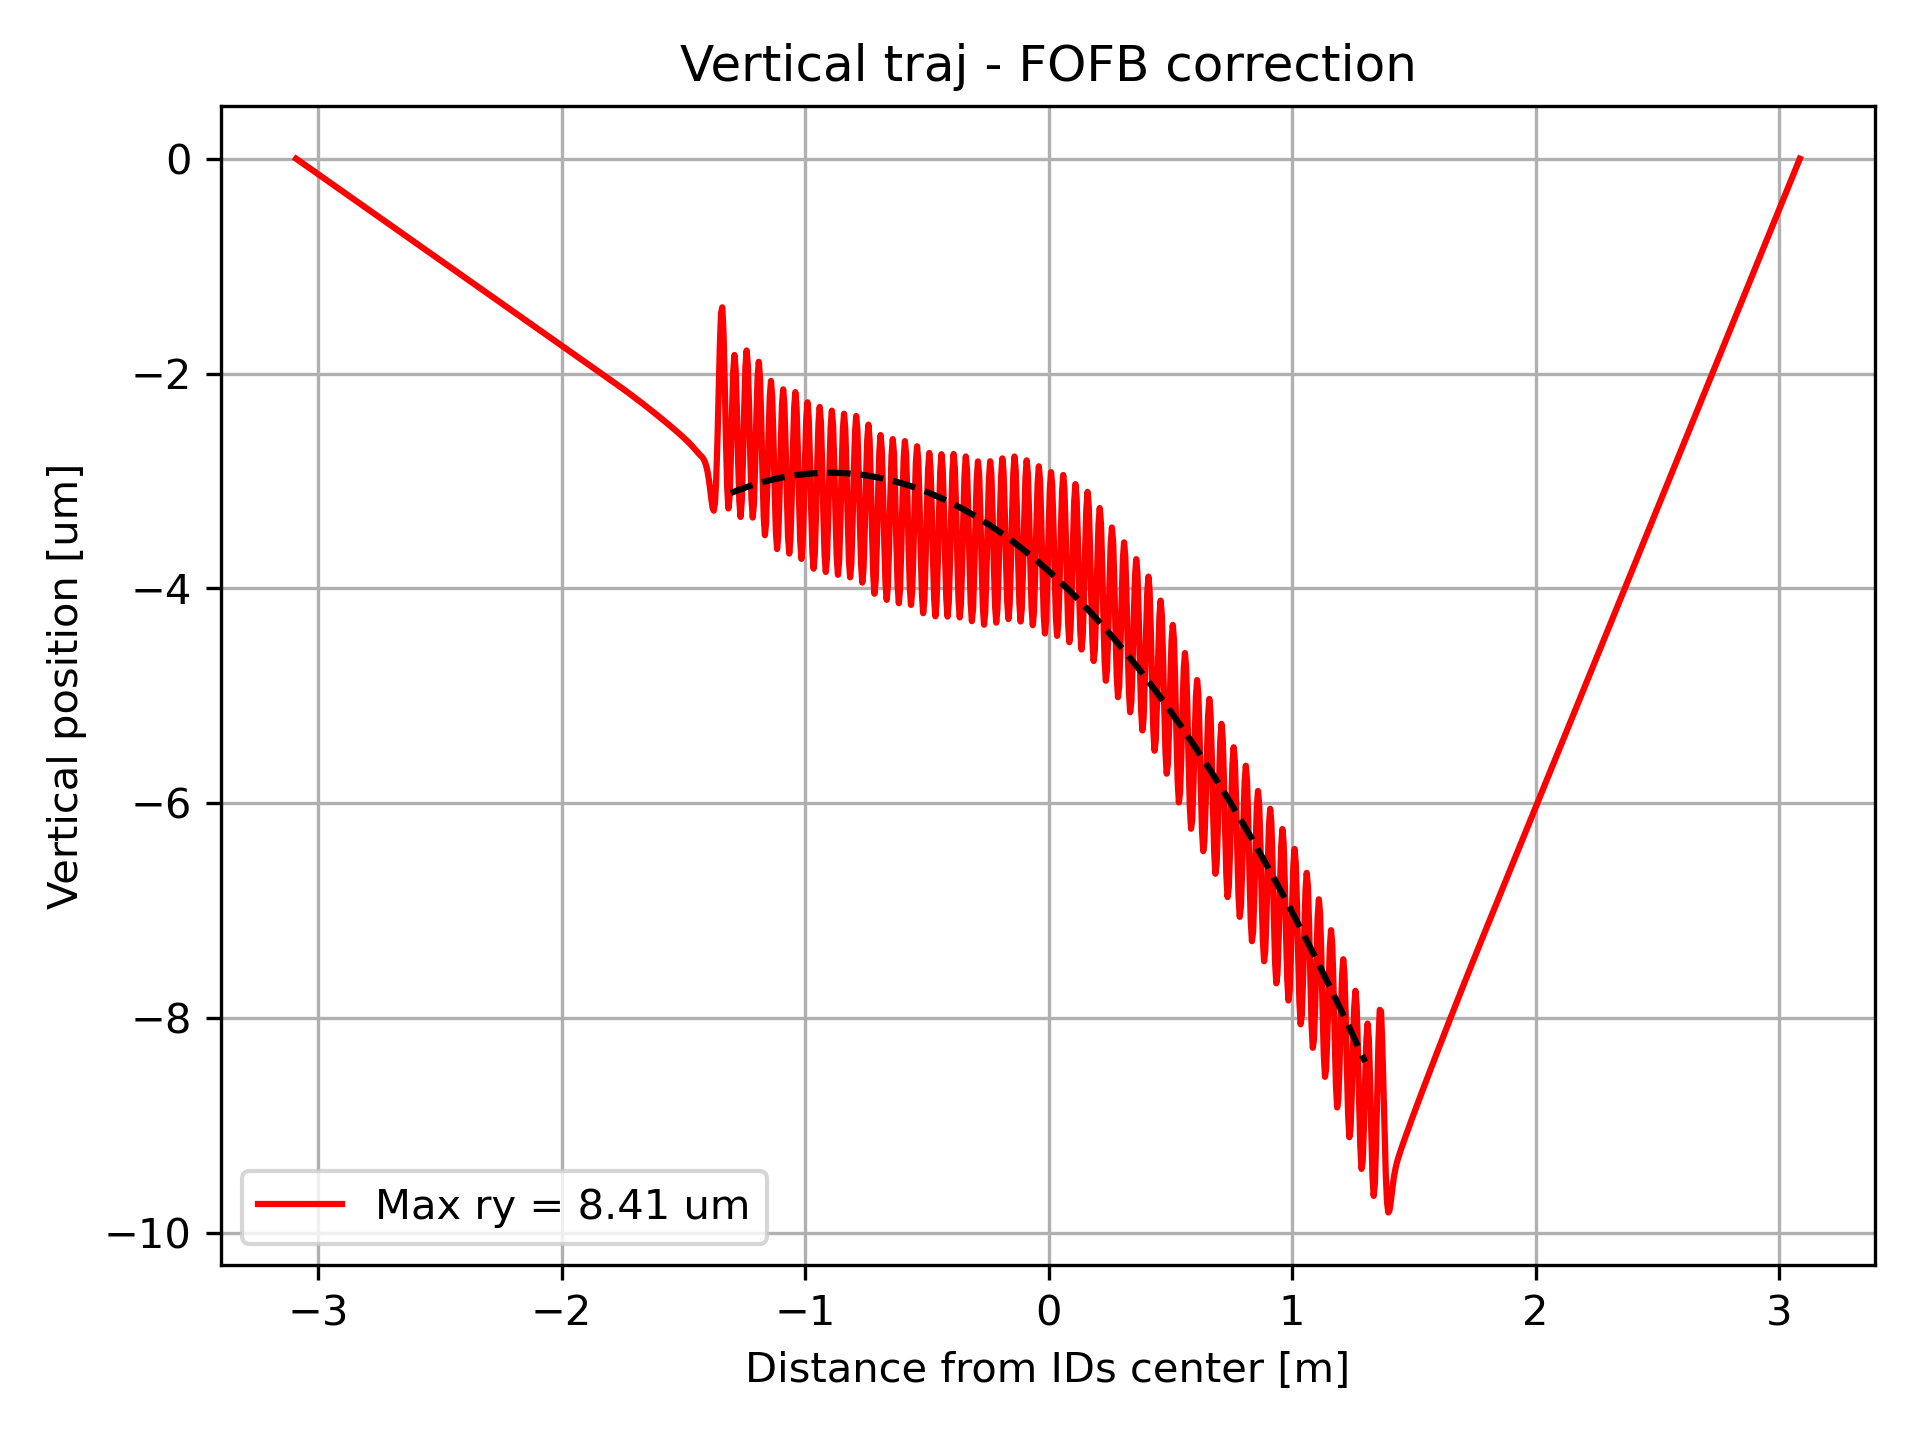 Vertical traj - FOFB correction
Vertical position [um]
0
−2
−4
−6
−8
−10
Max ry = 8.41 um
−3 −2 −1 0 1 2 3
Distance from IDs center [m]